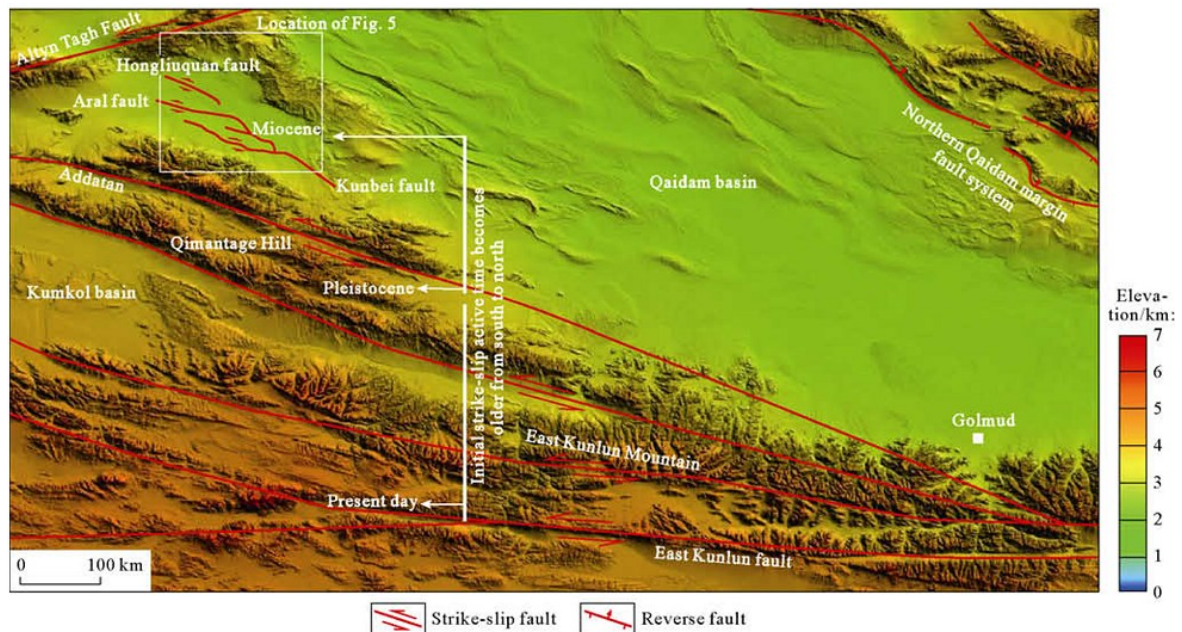 Altyn Tagh Fault
Location of Fig. 5
Hongliuquan fault
Aral fault
Miocene
Kunbei fault
Addatan
Qaidam basin
Northern Qaidam margin
fault system
Qimantage Hill
Pleistocene
Kumkol basin
Initial strike-slip active time becomes
older from south to north
Golmud
East Kunlun Mountain
Present day
East Kunlun fault
0 100 km
Eleva-
tion/km:
7
6
5
4
3
2
1
0
Strike-slip fault
Reverse fault